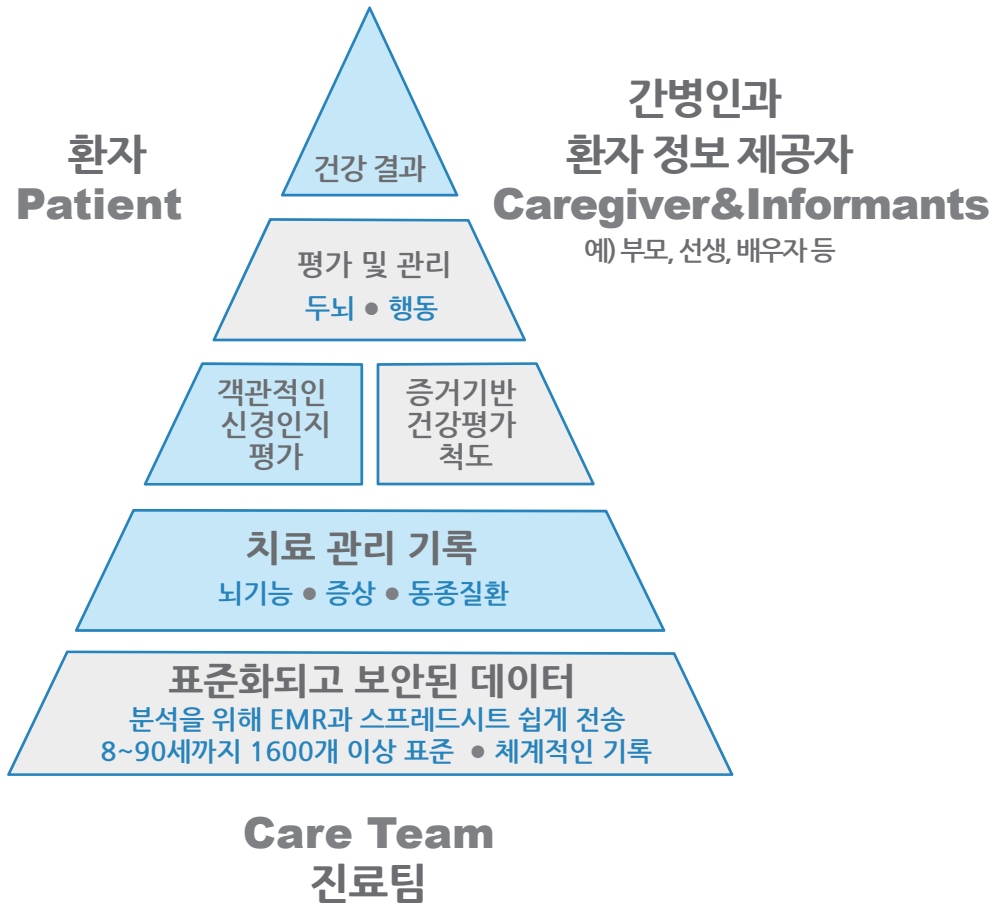 환자
Patient
간병인과
환자 정보 제공자
Caregiver&Informants
예) 부모, 선생, 배우자 등
건강 결과
평가 및 관리
두뇌 ● 행동
객관적인
신경인지
평가
증거기반
건강평가
척도
치료 관리 기록
뇌기능 ● 증상 ● 동종질환
표준화되고 보안된 데이터
분석을 위해 EMR과 스프레드시트 쉽게 전송
8~90세까지 1600개 이상 표준 ● 체계적인 기록
Care Team
진료팀